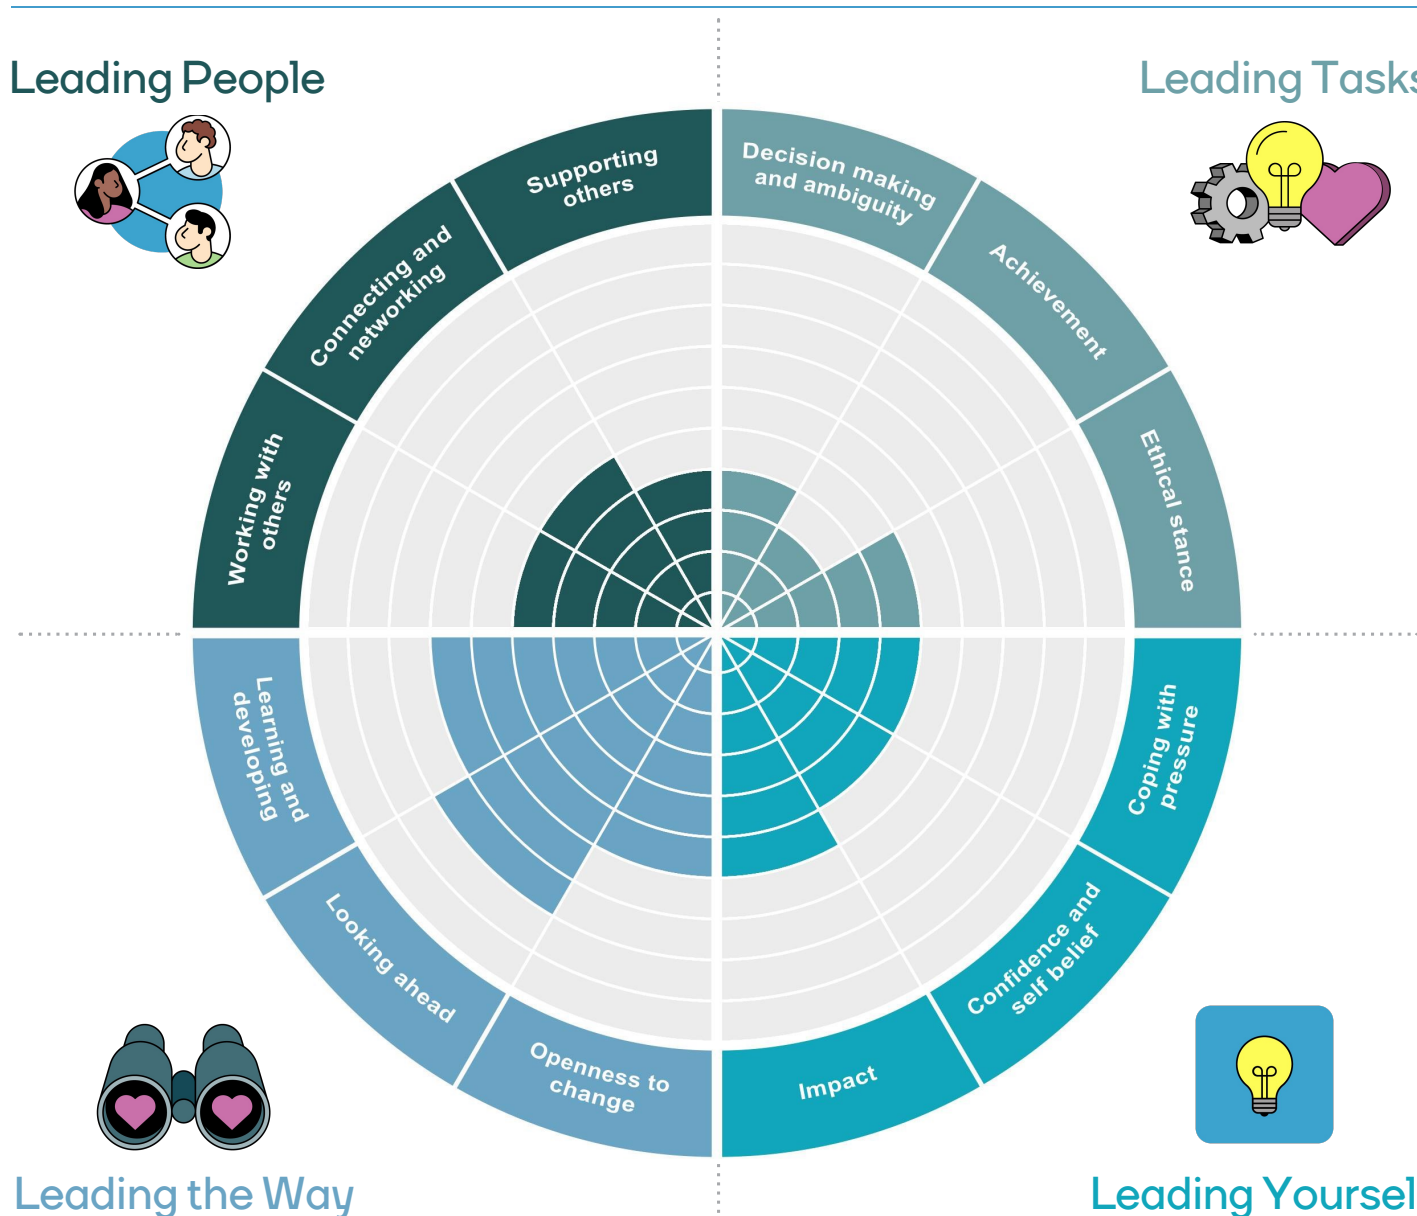 Leading People
Leading Tasks
Supporting
others
Decision making
and ambiguity
Connecting and
networking
Achievement
Working with
others
Ethical stance
Learning and
developing
Coping with
pressure
Looking ahead
Confidence and
self belief
Openness to
change
Impact
Leading the Way
Leading Yoursel